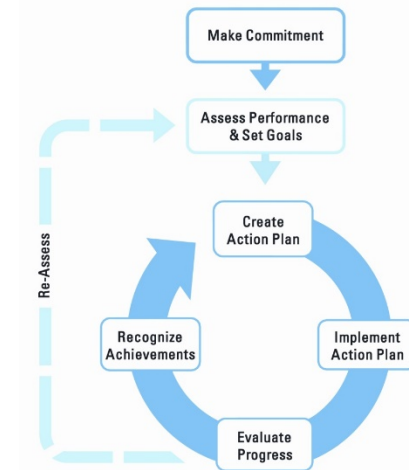 Make Commitment
Assess Performance
& Set Goals
Create
Action Plan
Re-Assess
Recognize
Achievements
Implement
Action Plan
Evaluate
Progress